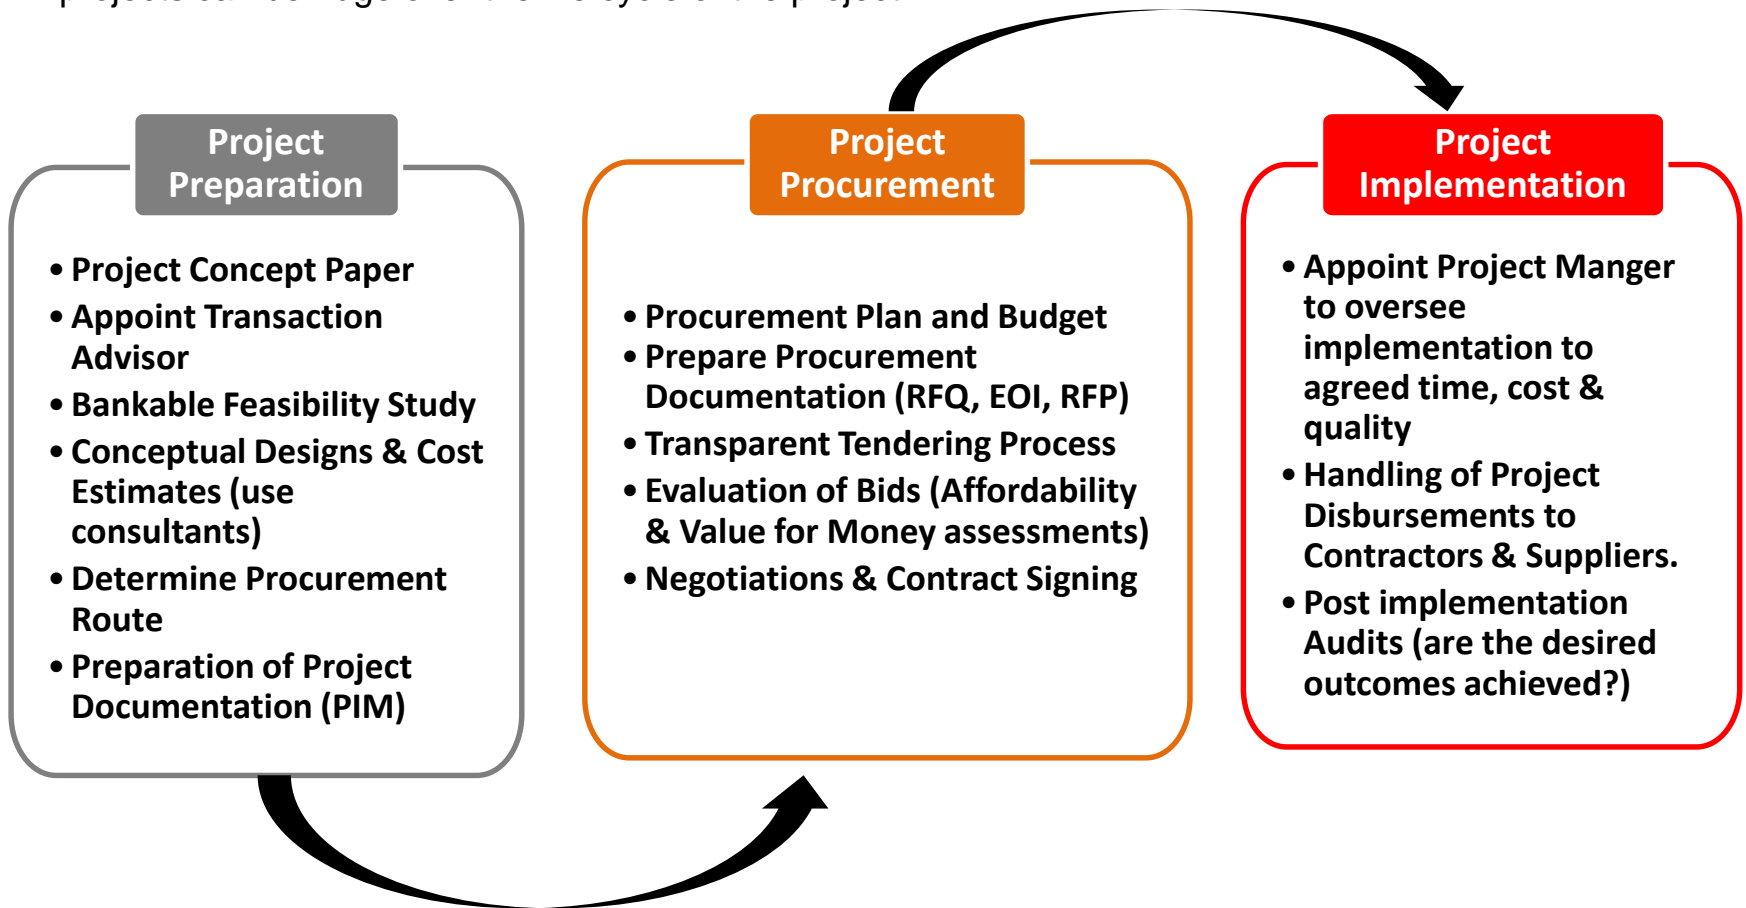 Project
Preparation
• Project Concept Paper
• Appoint Transaction
Advisor
• Bankable Feasibility Study
• Conceptual Designs & Cost
Estimates (use
consultants)
• Determine Procurement
Route
• Preparation of Project
Documentation (PIM)
Project
Procurement
• Procurement Plan and Budget
• Prepare Procurement
Documentation (RFQ, EOI, RFP)
• Transparent Tendering Process
• Evaluation of Bids (Affordability
& Value for Money assessments)
• Negotiations & Contract Signing
Project
Implementation
• Appoint Project Manger
to oversee
implementation to
agreed time, cost &
quality
• Handling of Project
Disbursements to
Contractors & Suppliers.
• Post implementation
Audits (are the desired
outcomes achieved?)